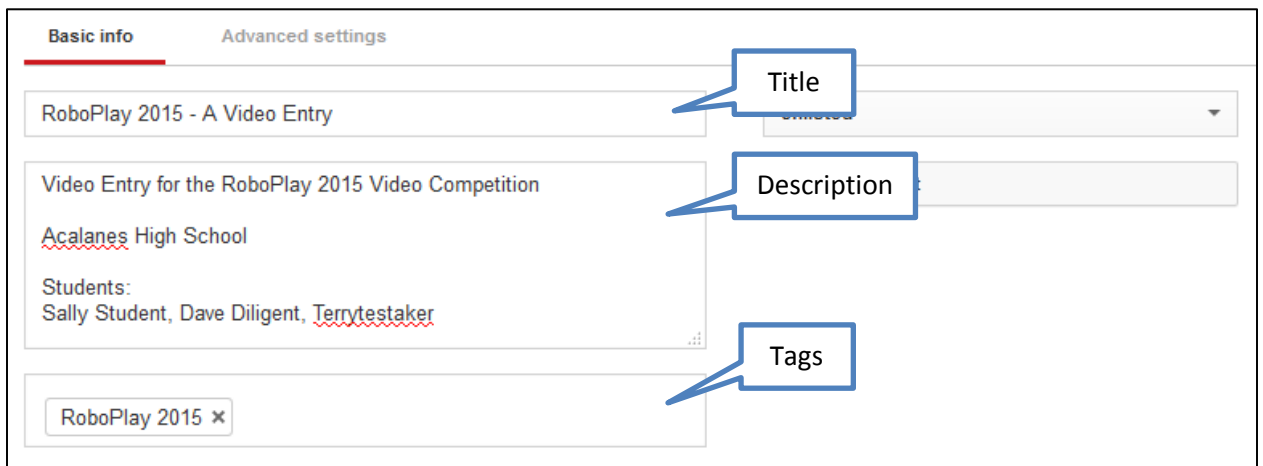 Basic info
Advanced settings
Title
RoboPlay 2015 - A Video Entry
Video Entry for the RoboPlay 2015 Video Competition
Description
Acalanes High School
Students:
Sally Student, Dave Diligent, Terrytestaker
Tags
RoboPlay 2015 ×